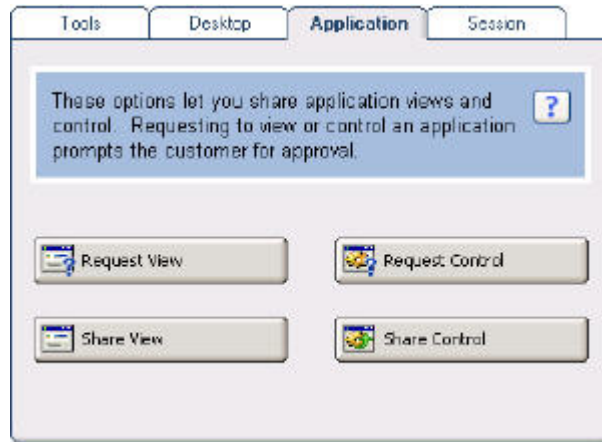 Tools Desktop Application Session
These options let you share application views and
control. Requesting to view or control an application
prompts the customer for approval.
?
Request View Request Control
Share View Share Control